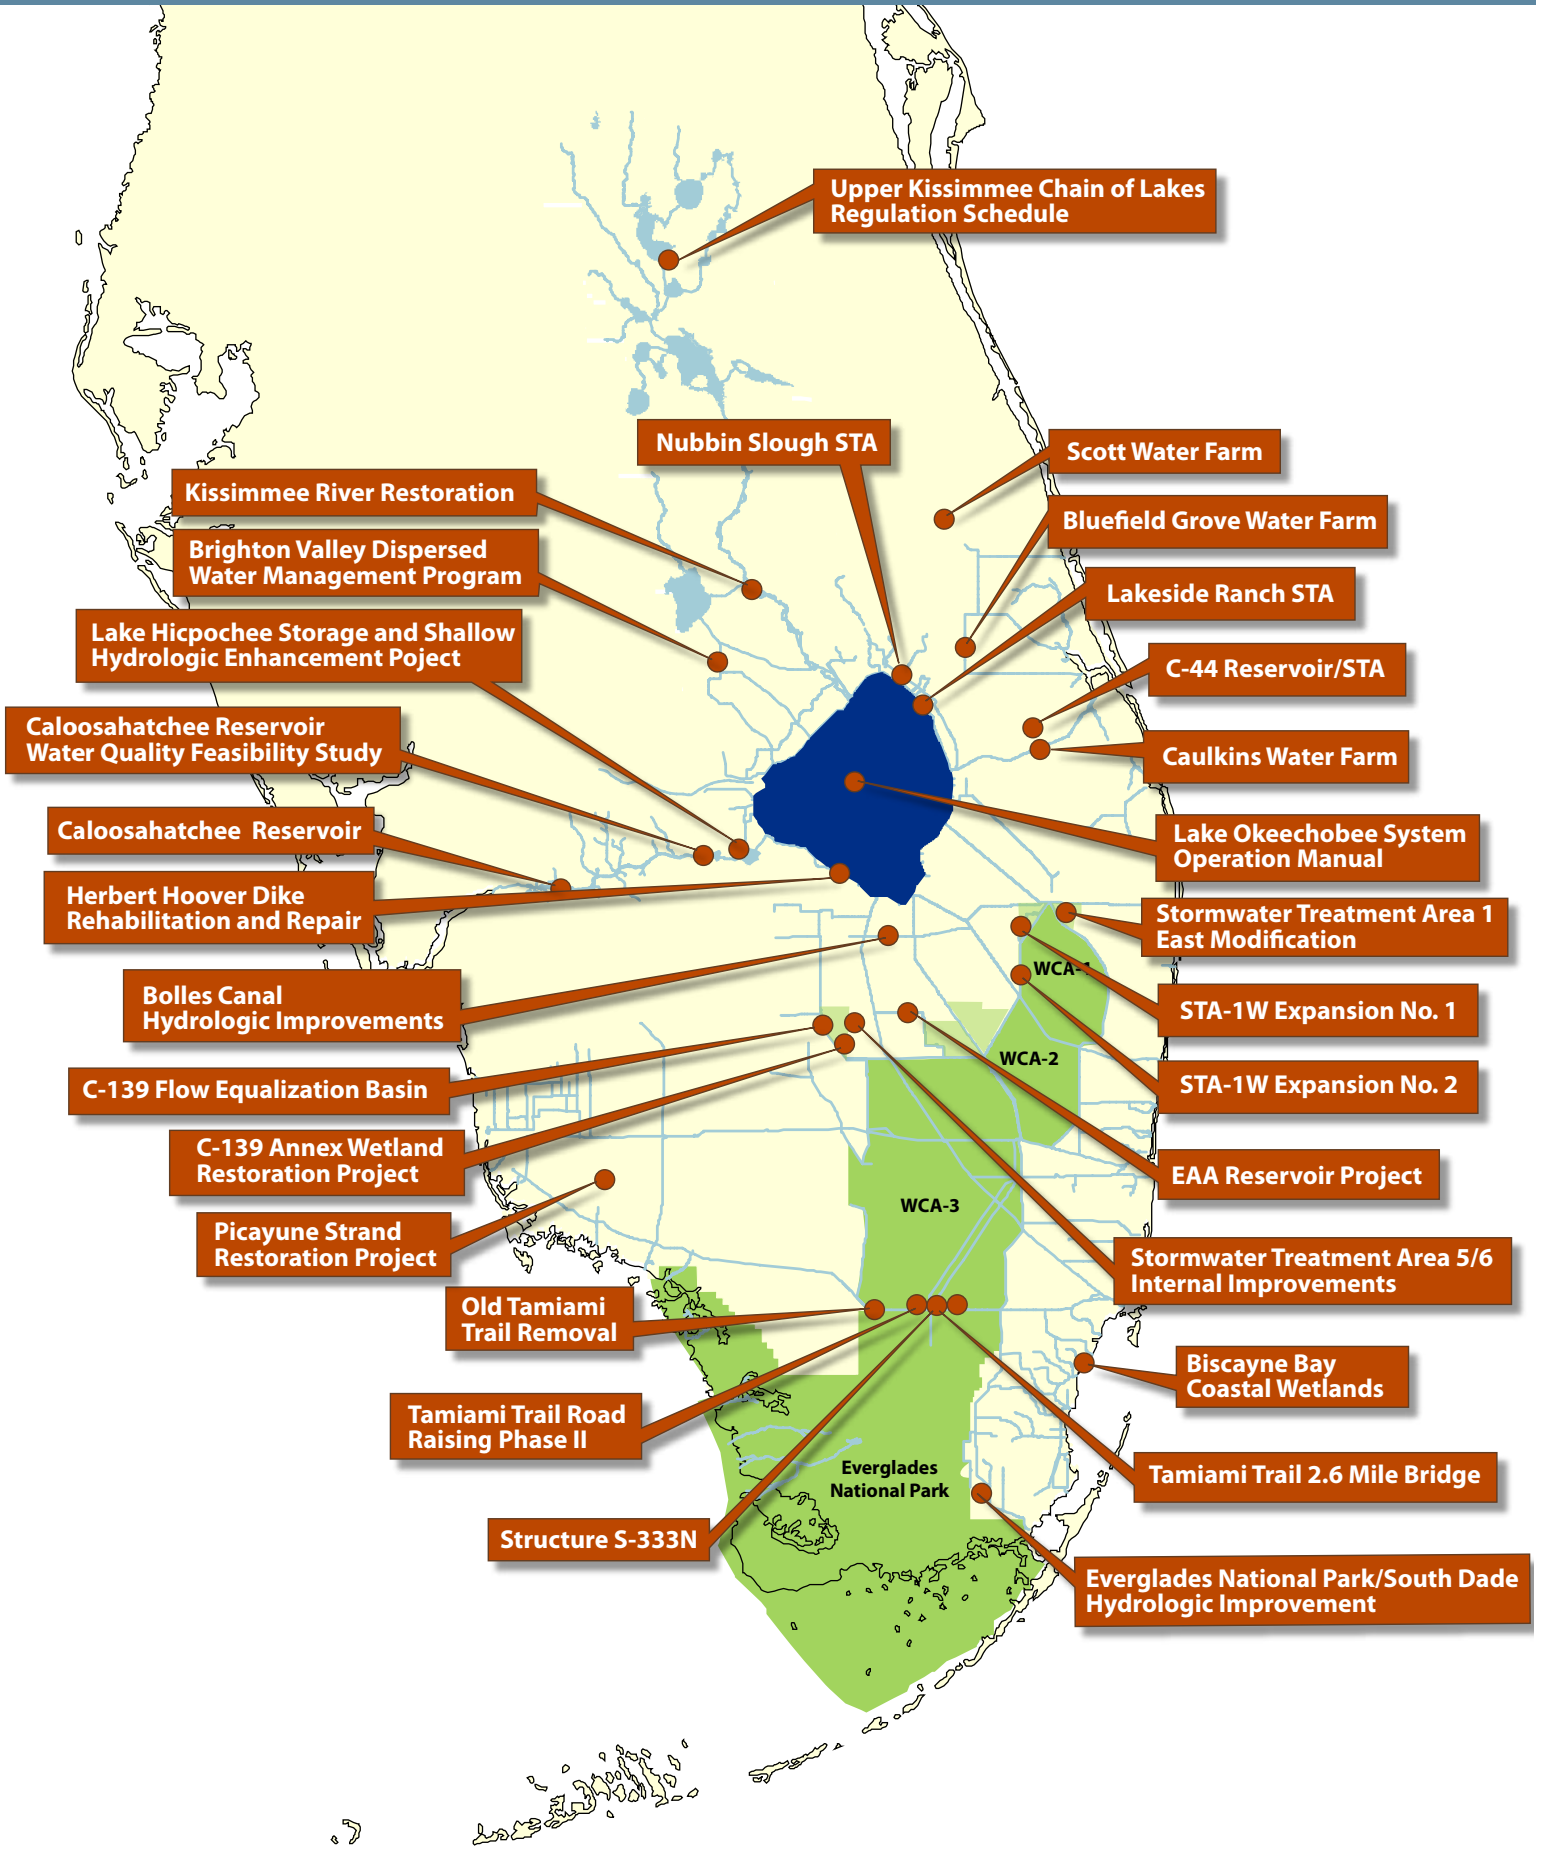 Upper Kissimmee Chain of Lakes
Regulation Schedule
Nubbin Slough STA
Scott Water Farm
Kissimmee River Restoration
Bluefield Grove Water Farm
Brighton Valley Dispersed
Water Management Program
Lakeside Ranch STA
Lake Hicpochee Storage and Shallow
Hydrologic Enhancement Poject
C-44 Reservoir/STA
Caloosahatchee Reservoir
Water Quality Feasibility Study
Caulkins Water Farm
Caloosahatchee Reservoir
Lake Okeechobee System
Operation Manual
Herbert Hoover Dike
Rehabilitation and Repair
Stormwater Treatment Area 1
East Modification
WCA-1
Bolles Canal
Hydrologic Improvements
STA-1W Expansion No. 1
WCA-2
C-139 Flow Equalization Basin
STA-1W Expansion No. 2
C-139 Annex Wetland
Restoration Project
EAA Reservoir Project
WCA-3
Picayune Strand
Restoration Project
Stormwater Treatment Area 5/6
Internal Improvements
Old Tamiami
Trail Removal
Biscayne Bay
Coastal Wetlands
Tamiami Trail Road
Raising Phase II
Everglades
National Park
Tamiami Trail 2.6 Mile Bridge
Structure S-333N
Everglades National Park/South Dade
Hydrologic Improvement